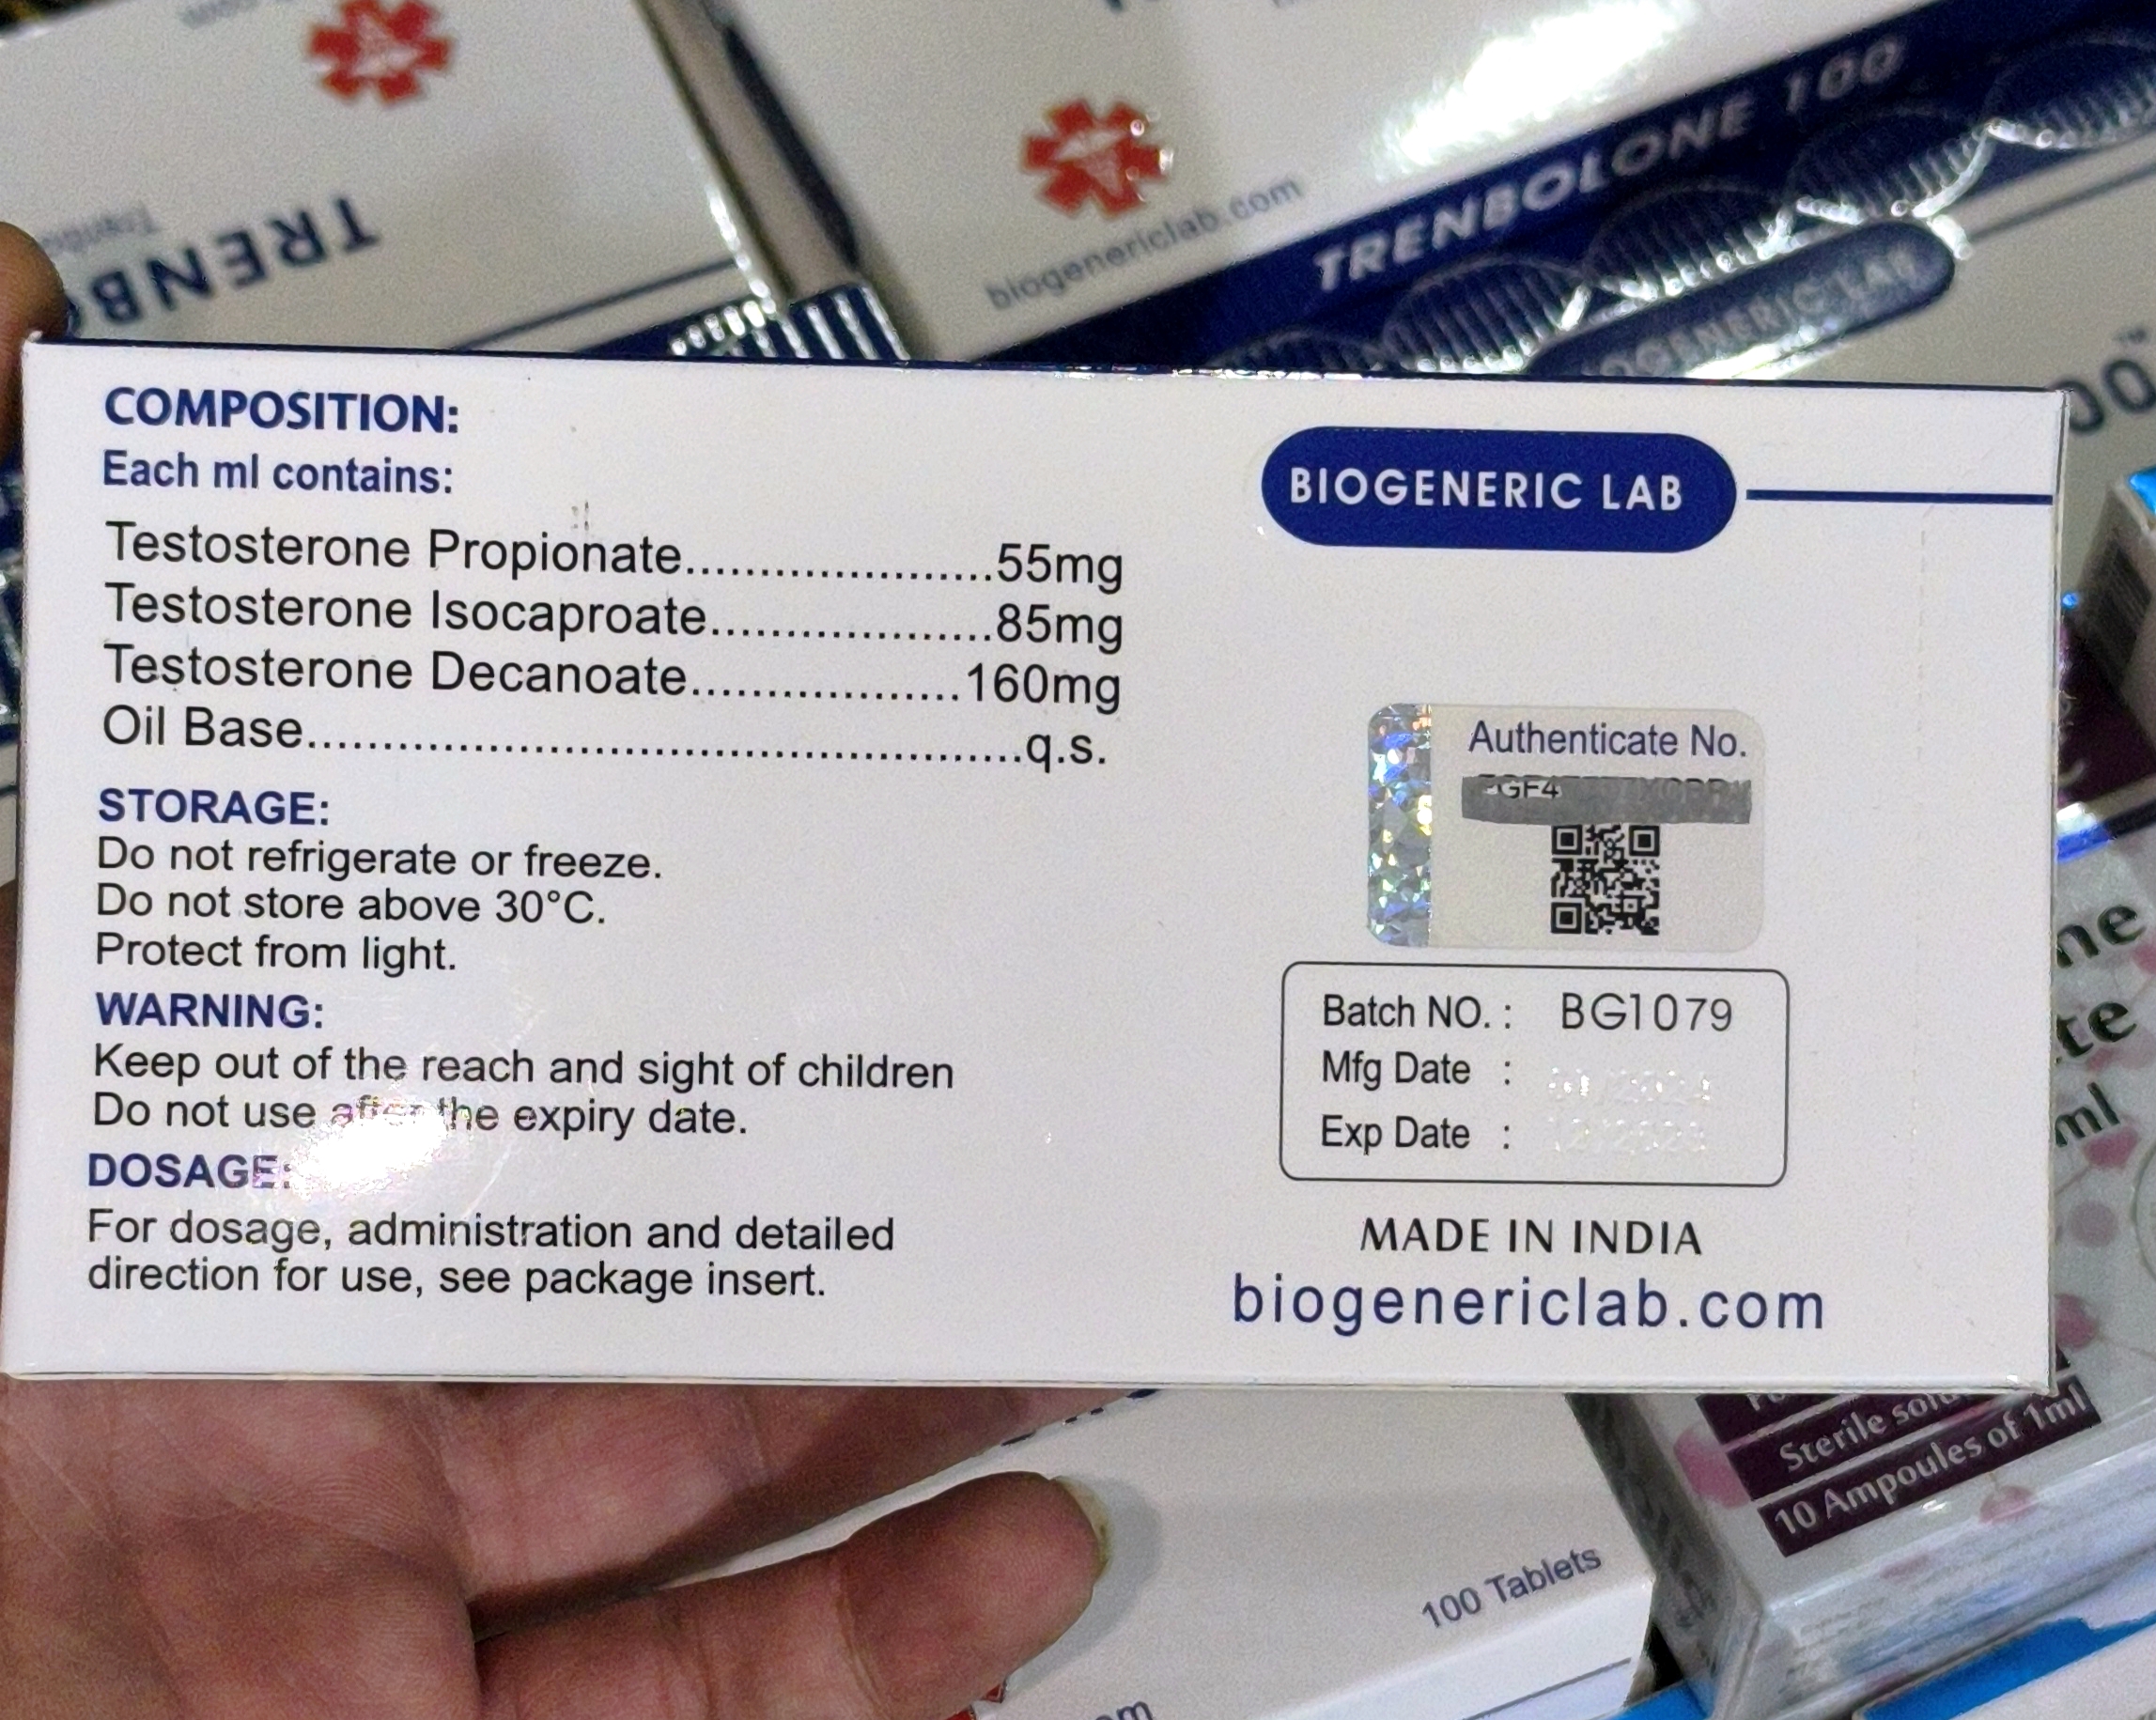 TRENBOLONE 100
biogenericlab.com
BIOGENERIC LAB
COMPOSITION:
Each ml contains:
Testosterone Propionate.....................55mg
Testosterone Isocaproate...................85mg
Testosterone Decanoate..................160mg
Oil Base................................................q.s.
STORAGE:
Do not refrigerate or freeze.
Do not store above 30°C.
Protect from light.
WARNING:
Keep out of the reach and sight of children
Do not use after the expiry date.
DOSAGE:
For dosage, administration and detailed
direction for use, see package insert.
BIOGENERIC LAB
Authenticate No.
Batch NO. : BG1079
Mfg Date :
Exp Date :
MADE IN INDIA
biogenericlab.com
ml
Sterile
10 Ampoules of 1ml
100 Tablets